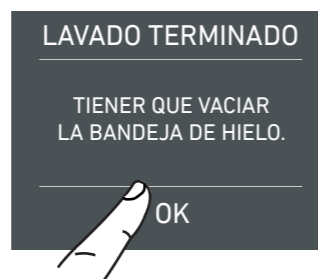 LAVADO TERMINADO
TIENER QUE VACIAR
LA BANDEJA DE HIELO.
OK